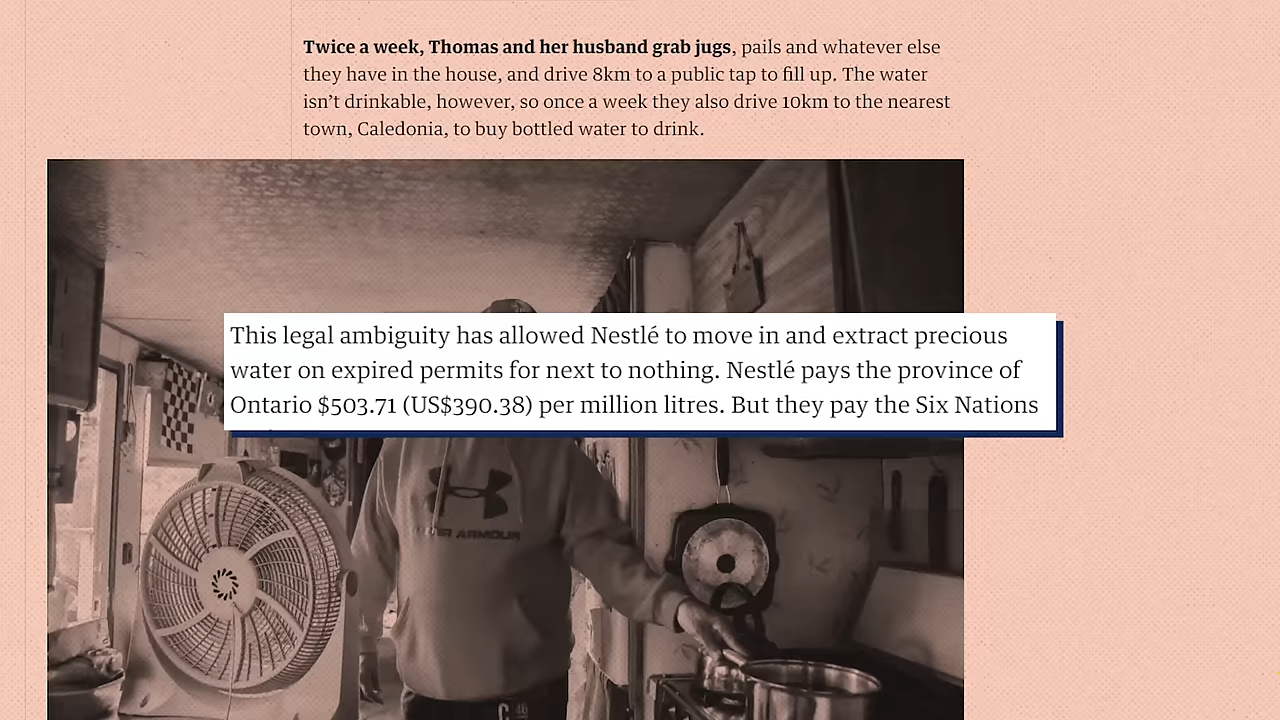 Twice a week, Thomas and her husband grab jugs, pails and whatever else
they have in the house, and drive 8km to a public tap to fill up. The water
isn’t drinkable, however, so once a week they also drive 10km to the nearest
town, Caledonia, to buy bottled water to drink.
This legal ambiguity has allowed Nestlé to move in and extract precious
water on expired permits for next to nothing. Nestlé pays the province of
Ontario $503.71 (US$390.38) per million litres. But they pay the Six Nations
UNDER ARMOUR